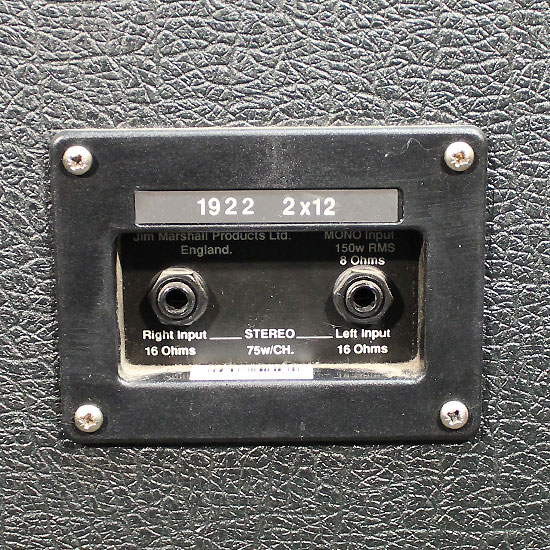 1922 2x12
Jim Marshall Products Ltd. MONO Input
England. 150w RMS
8 Ohms
Right Input STEREO Left Input
16 Ohms 75w/CH. 16 Ohms